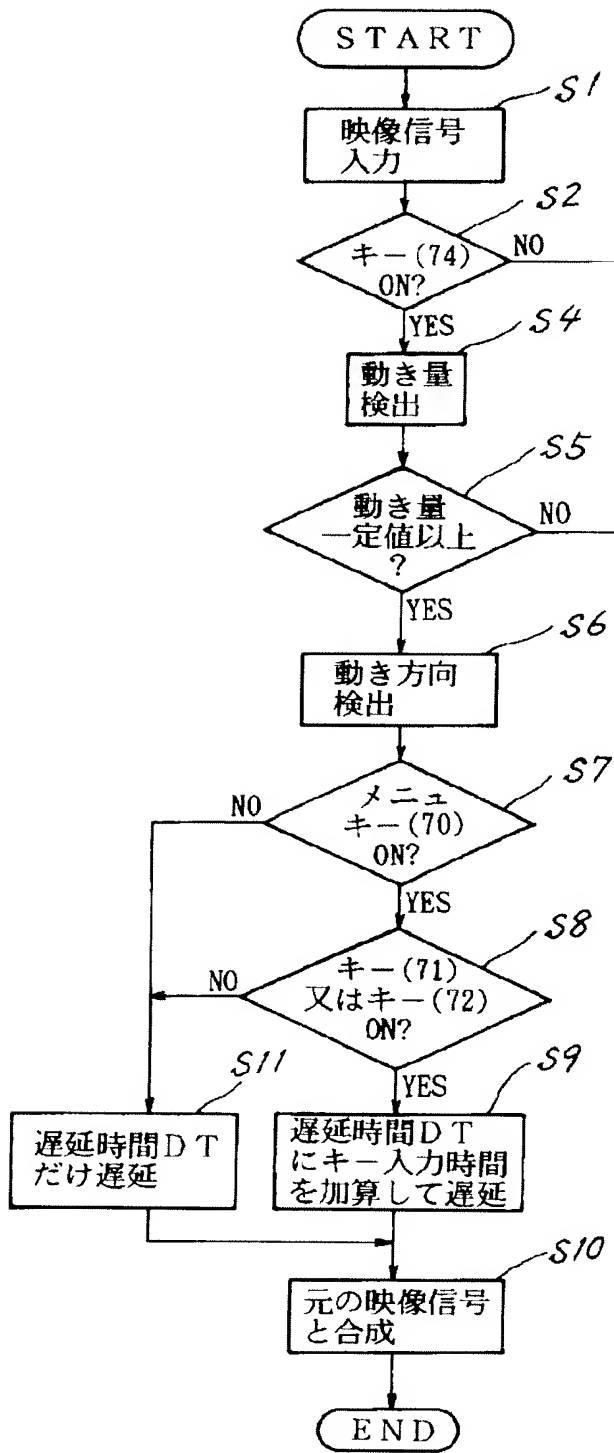 START
S1
映像信号
入力
S2
キー(74)
ON?
NO
YES
S4
動き量
検出
S5
動き量
一定値以上
?
NO
YES
S6
動き方向
検出
S7
メニュ
キー(70)
ON?
NO
YES
S8
キー(71)
又はキー(72)
ON?
NO
YES
S11
遅延時間DT
だけ遅延
S9
遅延時間DT
にキー入力時間
を加算して遅延
S10
元の映像信号
と合成
END